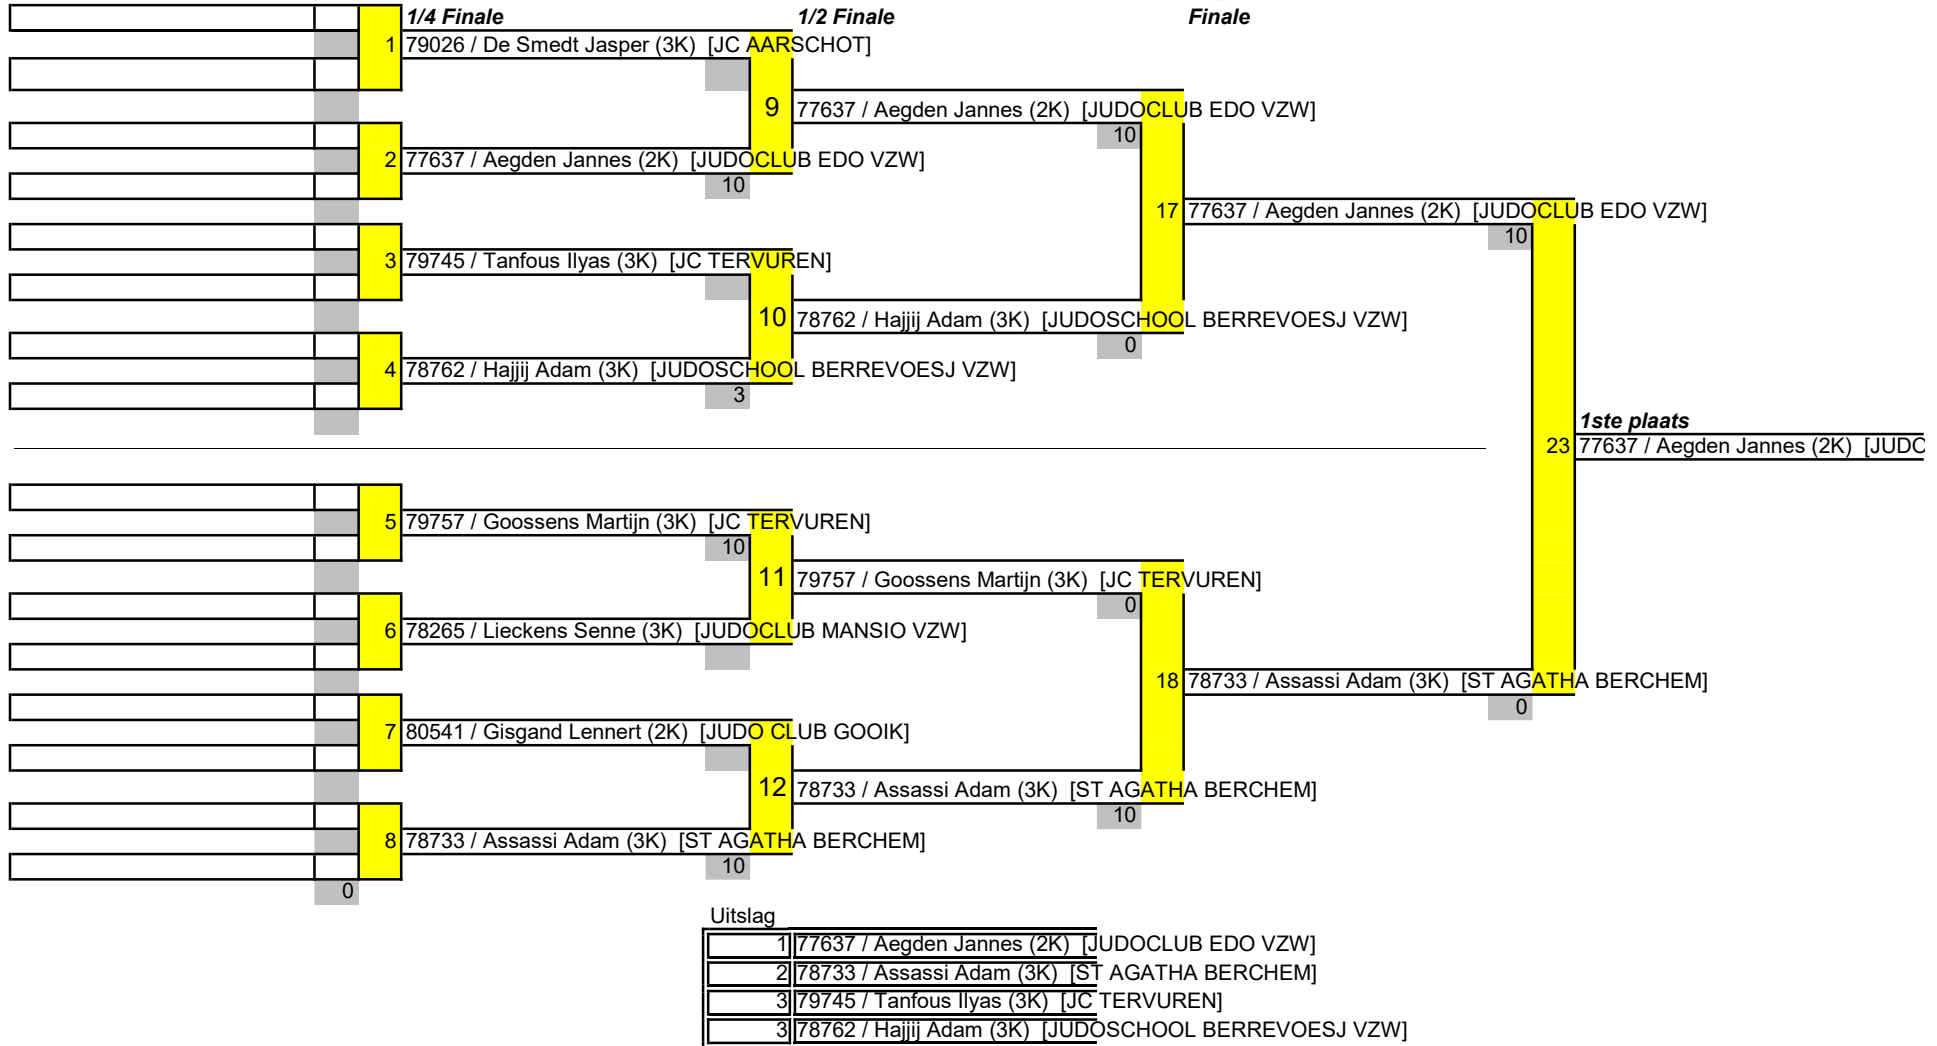 1/4 Finale 1/2 Finale Finale
1 79026 / De Smedt Jasper (3K) [JC AARSCHOT]
9 77637 / Aegden Jannes (2K) [JUDOCLUB EDO VZW]
10
2 77637 / Aegden Jannes (2K) [JUDOCLUB EDO VZW]
10
17 77637 / Aegden Jannes (2K) [JUDOCLUB EDO VZW]
10
3 79745 / Tanfous Ilyas (3K) [JC TERVUREN]
10 78762 / Hajjij Adam (3K) [JUDOSCHOOL BERREVOESJ VZW]
0
4 78762 / Hajjij Adam (3K) [JUDOSCHOOL BERREVOESJ VZW]
3
1ste plaats
23 77637 / Aegden Jannes (2K) [JUDO
5 79757 / Goossens Martijn (3K) [JC TERVUREN]
10
11 79757 / Goossens Martijn (3K) [JC TERVUREN]
0
6 78265 / Lieckens Senne (3K) [JUDOCLUB MANSIO VZW]
18 78733 / Assassi Adam (3K) [ST AGATHA BERCHEM]
0
7 80541 / Gisgand Lennert (2K) [JUDO CLUB GOOIK]
12 78733 / Assassi Adam (3K) [ST AGATHA BERCHEM]
10
8 78733 / Assassi Adam (3K) [ST AGATHA BERCHEM]
10
0
Uitslag
1 77637 / Aegden Jannes (2K) [JUDOCLUB EDO VZW]
2 78733 / Assassi Adam (3K) [ST AGATHA BERCHEM]
3 79745 / Tanfous Ilyas (3K) [JC TERVUREN]
3 78762 / Hajjij Adam (3K) [JUDOSCHOOL BERREVOESJ VZW]